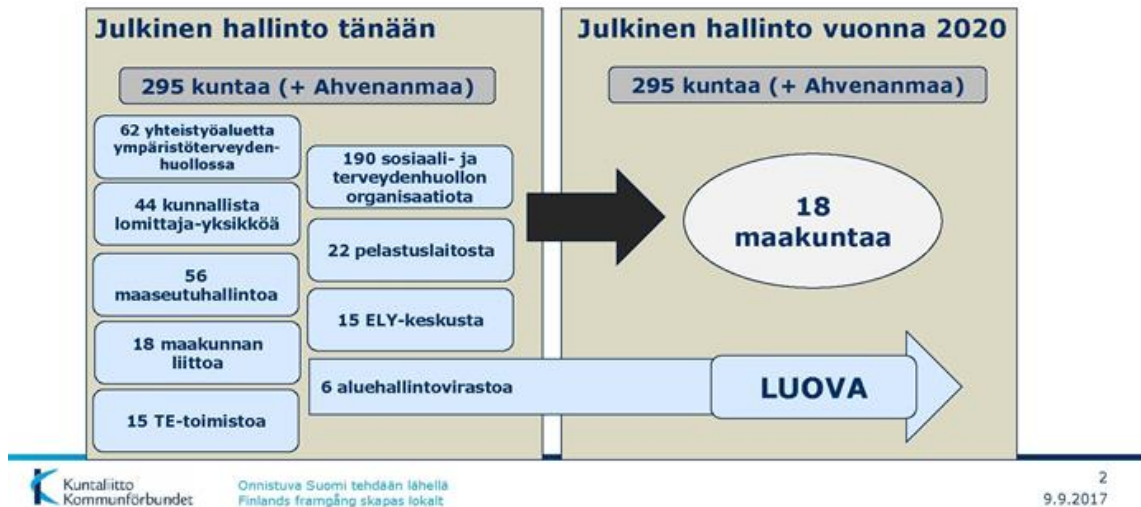 Julkinen hallinto tänään
295 kuntaa (+ Ahvenanmaa)
62 yhteistyöaluetta
ympäristöterveyden-
huollossa
44 kunnallista
lomittaja-yksikköä
56
maaseutuhallintoa
18 maakunnan
liittoa
15 TE-toimistoa
190 sosiaali- ja
terveydenhuollon
organisaatiota
22 pelastuslaitosta
15 ELY-keskusta
6 aluehallintovirastoa
Julkinen hallinto vuonna 2020
295 kuntaa (+ Ahvenanmaa)
18
maakuntaa
LUOVA
Kuntaliitto
Kommunförbundet
Onnistuva Suomi tehdään lähellä
Finlands framgång skapas lokalt
2
9.9.2017